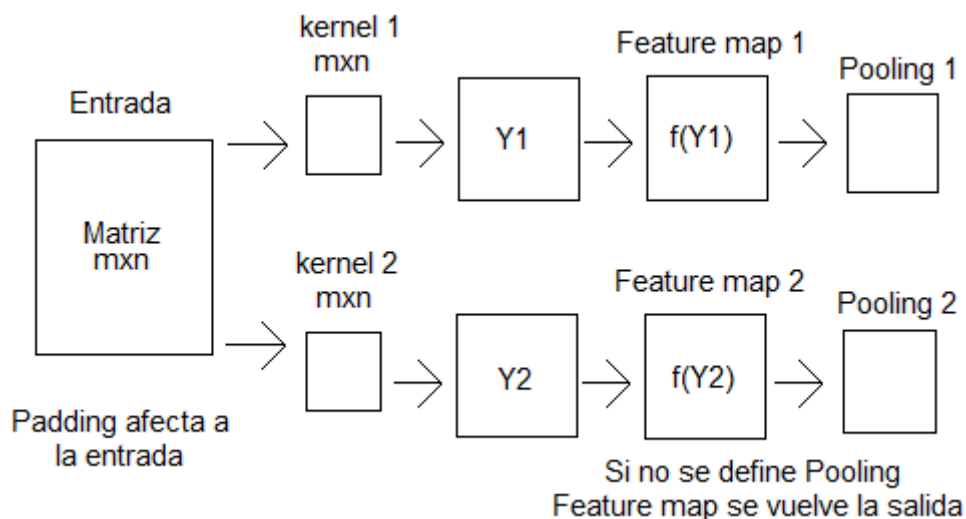 Entrada
Matriz
mxn
Padding afecta a
la entrada
kernel 1
mxn
Y1
Feature map 1
f(Y1)
Pooling 1
kernel 2
mxn
Y2
Feature map 2
f(Y2)
Pooling 2
Si no se define Pooling
Feature map se vuelve la salida